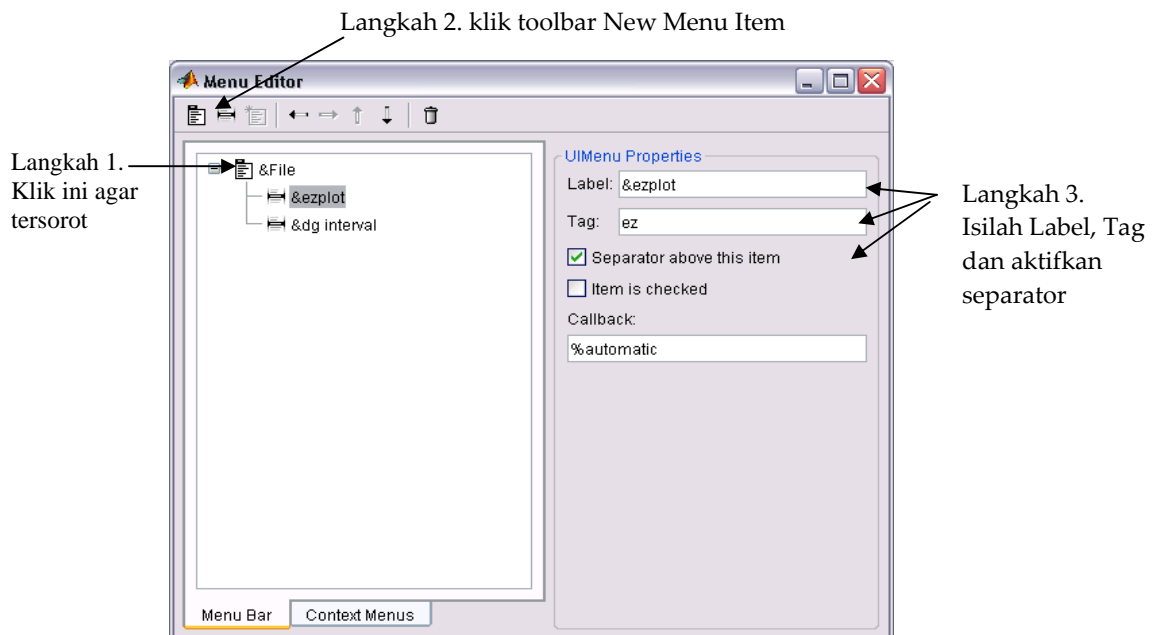 Langkah 2. klik toolbar New Menu Item
Menu Editor
Langkah 1.
Klik ini agar
tersorot
&File
&ezplot
&dg interval
UIMenu Properties
Label: &ezplot
Tag: ez
Separator above this item
Item is checked
Callback:
%automatic
Langkah 3.
Isilah Label, Tag
dan aktifkan
separator
Menu Bar Context Menus